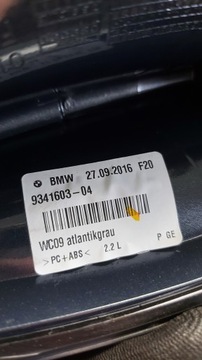 BMW 27.09.2016 F20
9341603-04
WC09 atlantikgrau
> PC+ABS < 2.2 L P GE